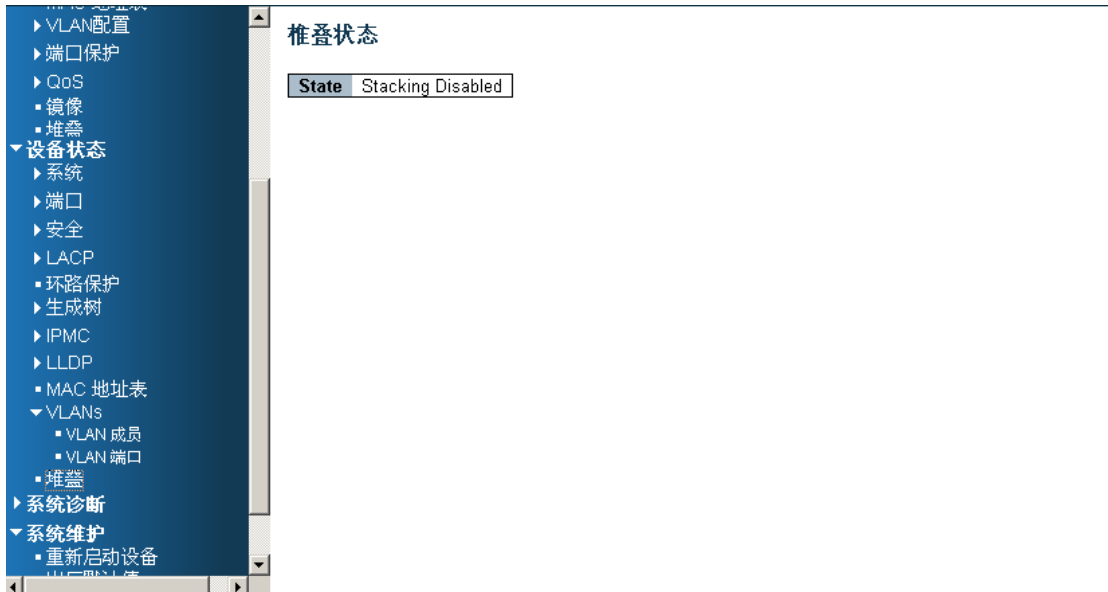 VLAN配置
端口保护
QoS
镜像
堆叠
设备状态
系统
端口
安全
LACP
环路保护
生成树
IPMC
LLDP
MAC 地址表
VLANs
VLAN 成员
VLAN 端口
堆叠
系统诊断
系统维护
重新启动设备
堆叠状态
State Stacking Disabled